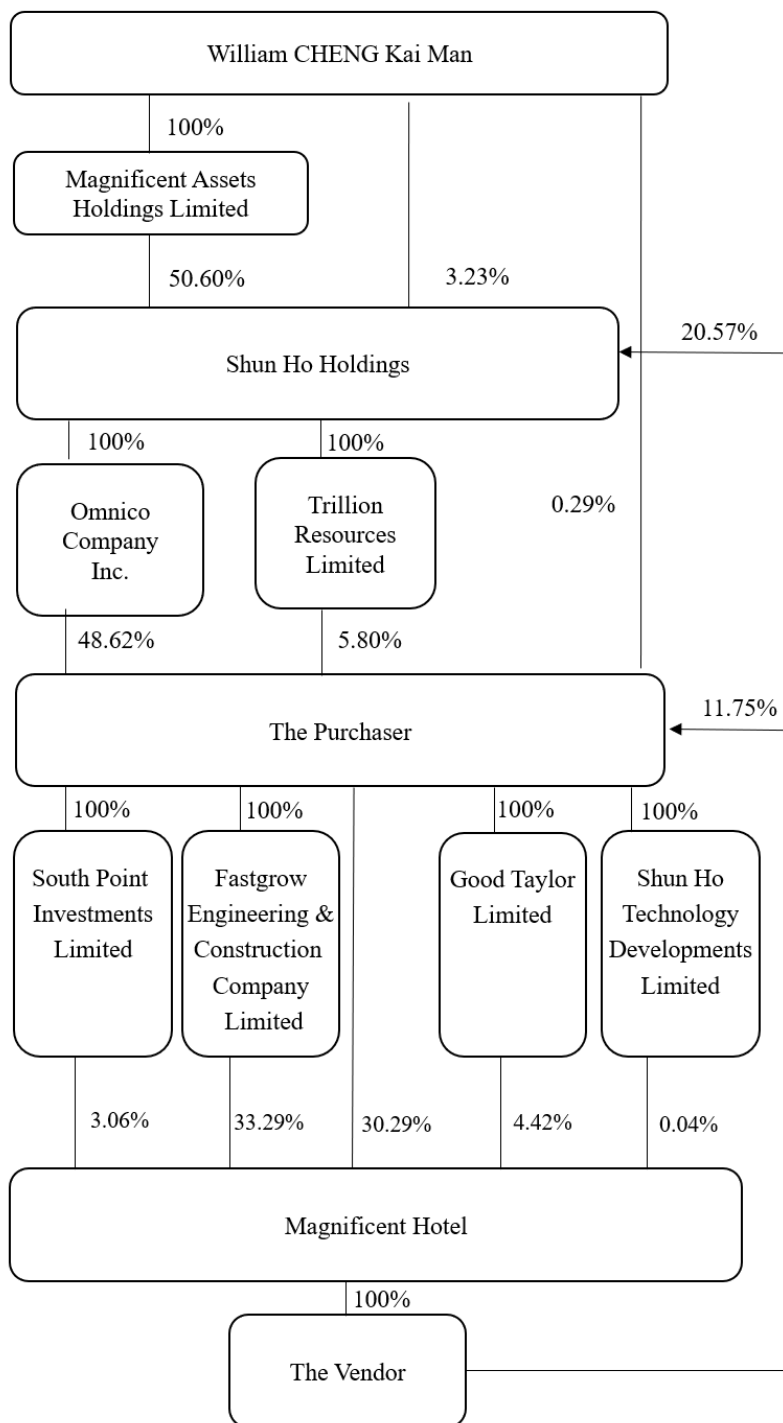 William CHENG Kai Man
100%
Magnificent Assets
Holdings Limited
50.60%
3.23%
20.57%
Shun Ho Holdings
100%
100%
Omnico
Company
Inc.
Trillion
Resources
Limited
0.29%
48.62%
5.80%
11.75%
The Purchaser
100%
100%
100%
100%
South Point
Investments
Limited
Fastgrow
Engineering &
Construction
Company
Limited
Good Taylor
Limited
Shun Ho
Technology
Developments
Limited
3.06%
33.29%
30.29%
4.42%
0.04%
Magnificent Hotel
100%
The Vendor